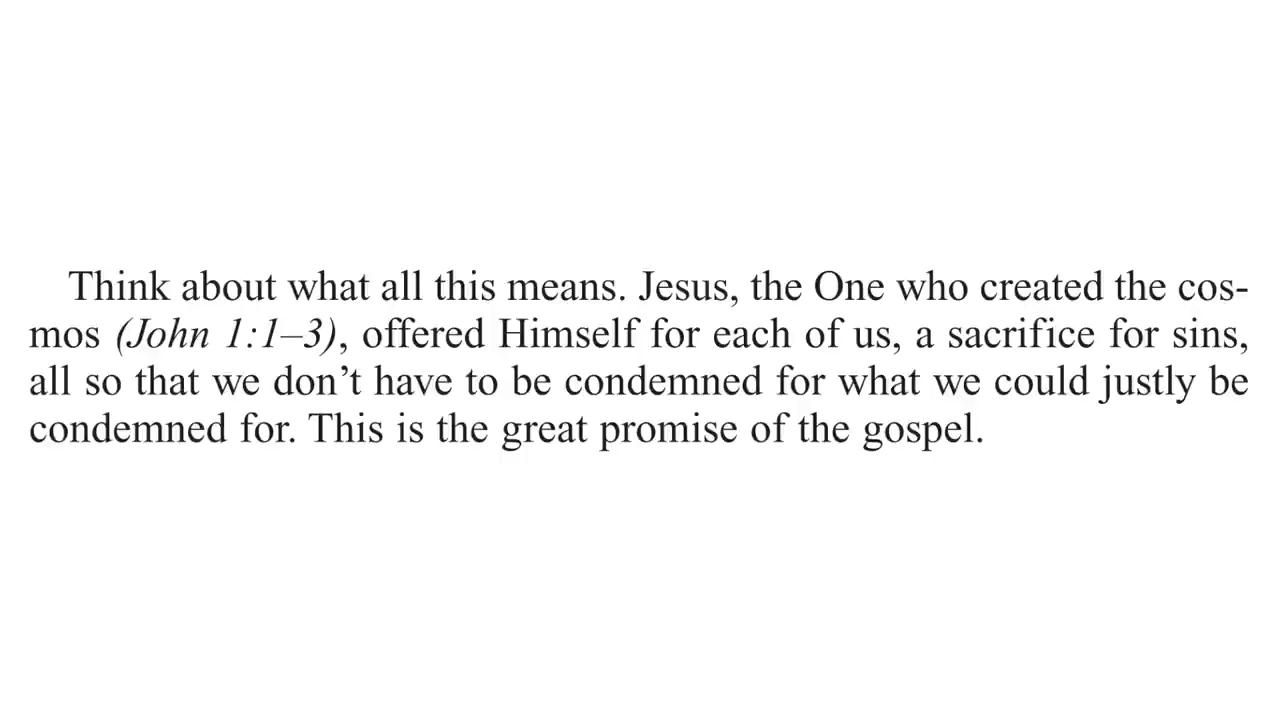 Think about what all this means. Jesus, the One who created the cos-
mos (John 1:1–3), offered Himself for each of us, a sacrifice for sins,
all so that we don’t have to be condemned for what we could justly be
condemned for. This is the great promise of the gospel.